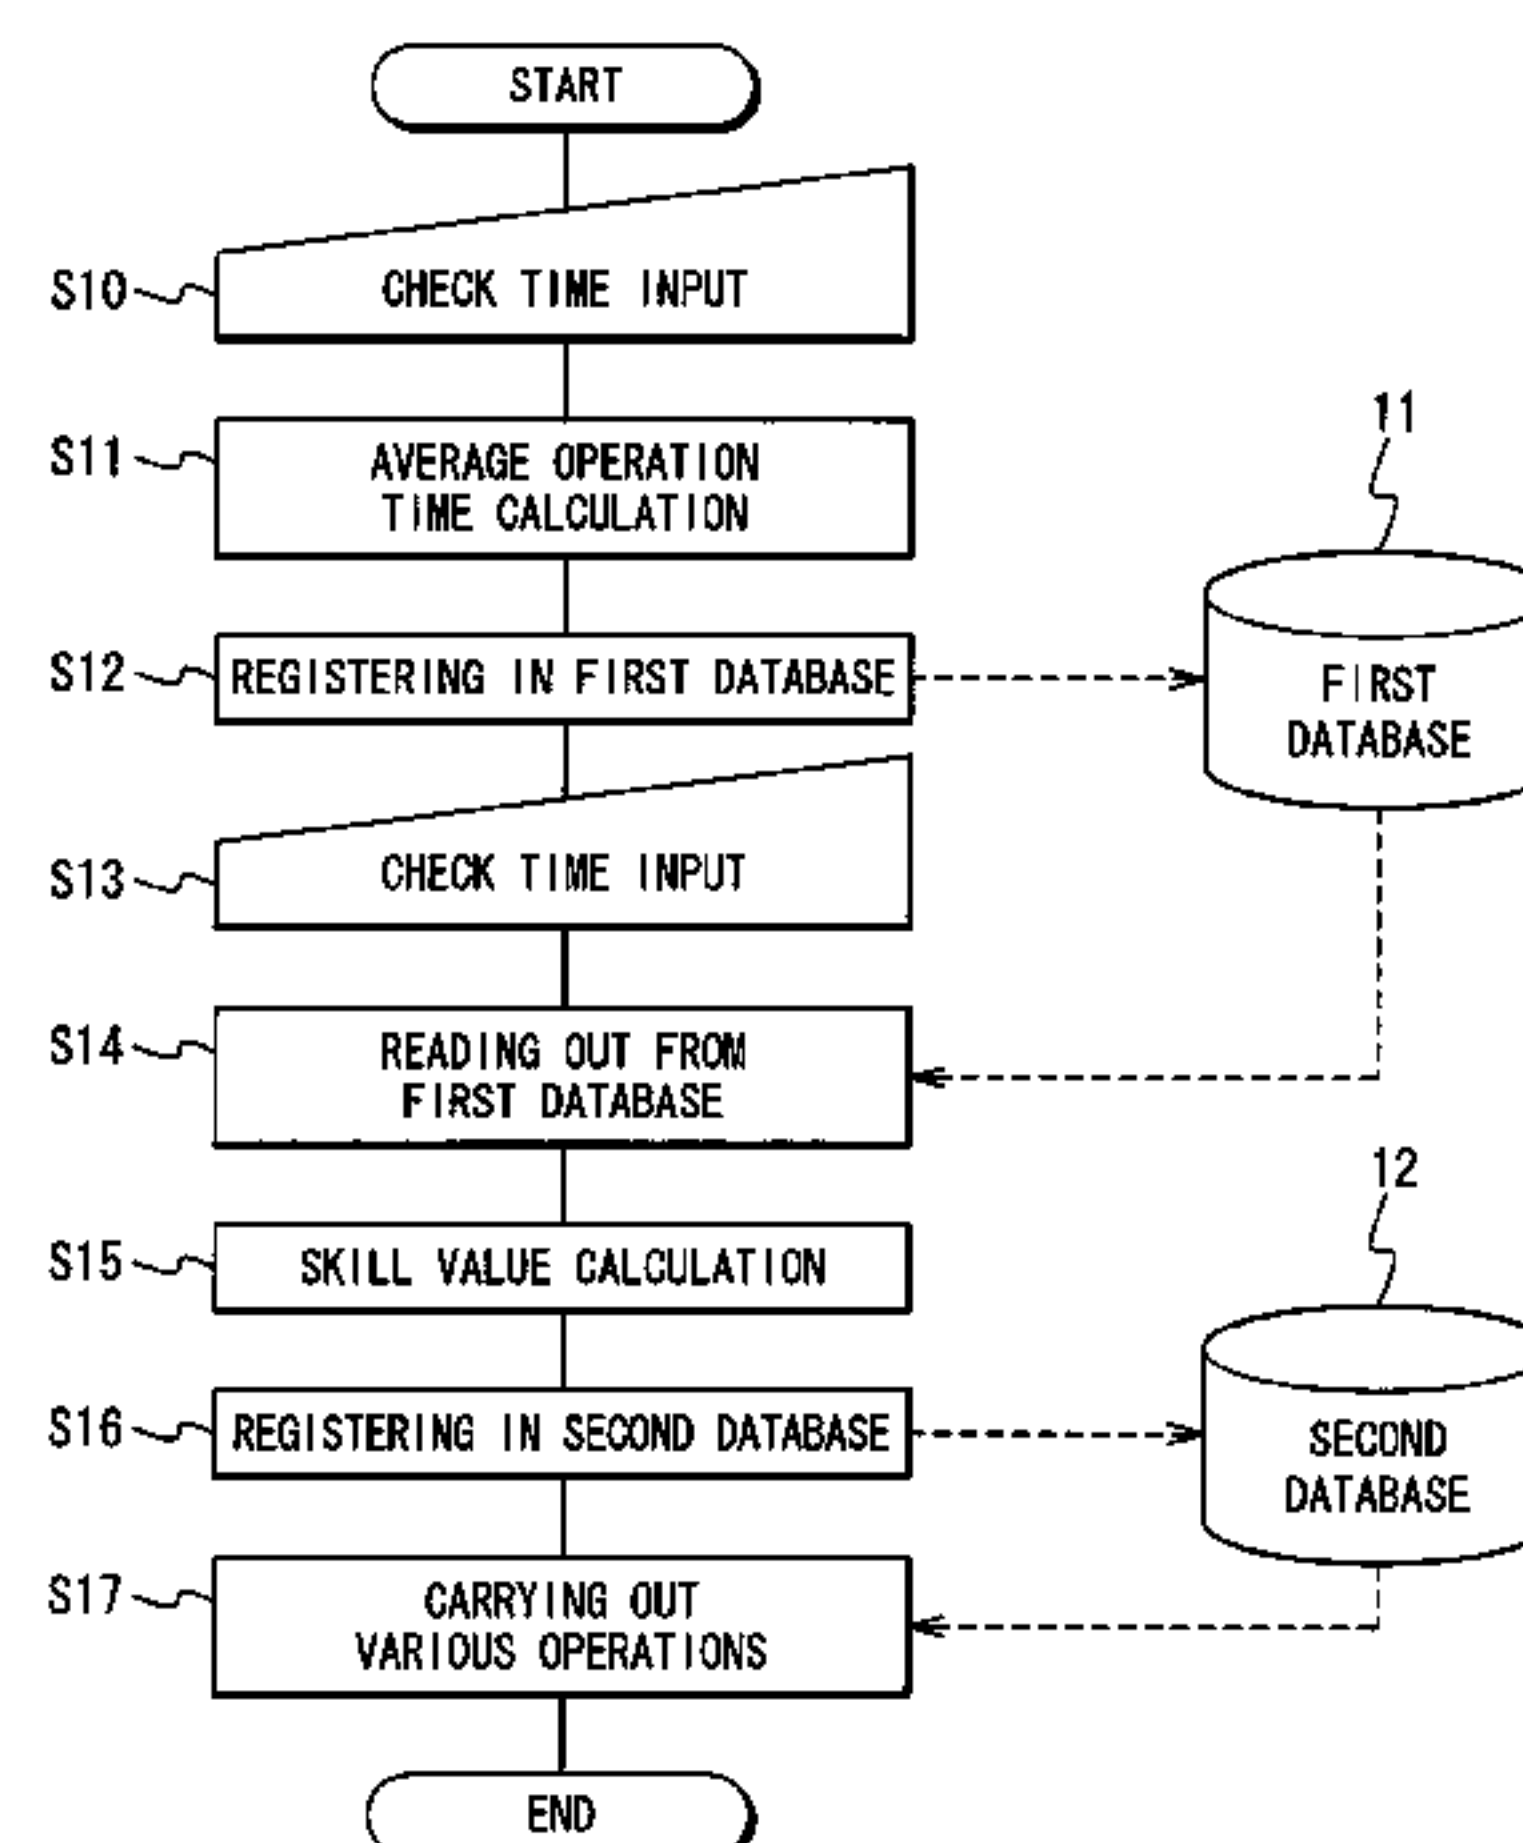 START
S10
CHECK TIME INPUT
S11
AVERAGE OPERATION
TIME CALCULATION
11
S12
REGISTERING IN FIRST DATABASE
FIRST
DATABASE
S13
CHECK TIME INPUT
S14
READING OUT FROM
FIRST DATABASE
12
S15
SKILL VALUE CALCULATION
S16
REGISTERING IN SECOND DATABASE
SECOND
DATABASE
S17
CARRYING OUT
VARIOUS OPERATIONS
END